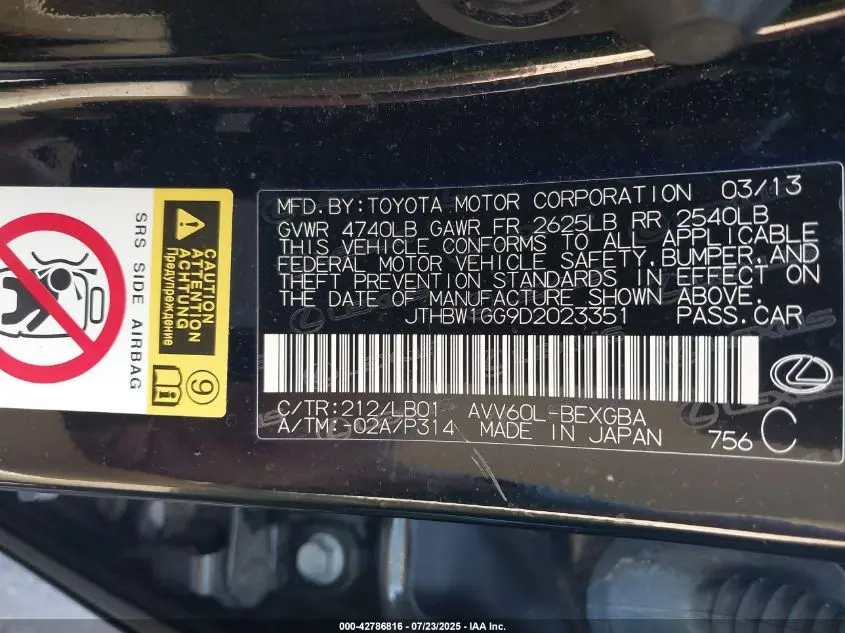 SRS SIDE AIRBAG
CAUTION
ATTENTION
ACHTUNG
Предупреждение
9
MFD.BY:TOYOTA MOTOR CORPORATION 03/13
GVWR 4740LB GAWR FR 2625LB RR 2540LB
THIS VEHICLE CONFORMS TO ALL APPLICABLE
FEDERAL MOTOR VEHICLE SAFETY,BUMPER,AND
THEFT PREVENTION STANDARDS IN EFFECT ON
THE DATE OF MANUFACTURE SHOWN ABOVE.
JTHBW1GG9D2023351 PASS.CAR
C/TR:212/LB01 AVV60L-BEXGBA
A/TM:-02A/P314 MADE IN JAPAN 756 C
LEXUS
000-42786816 - 07/23/2025 - IAA Inc.